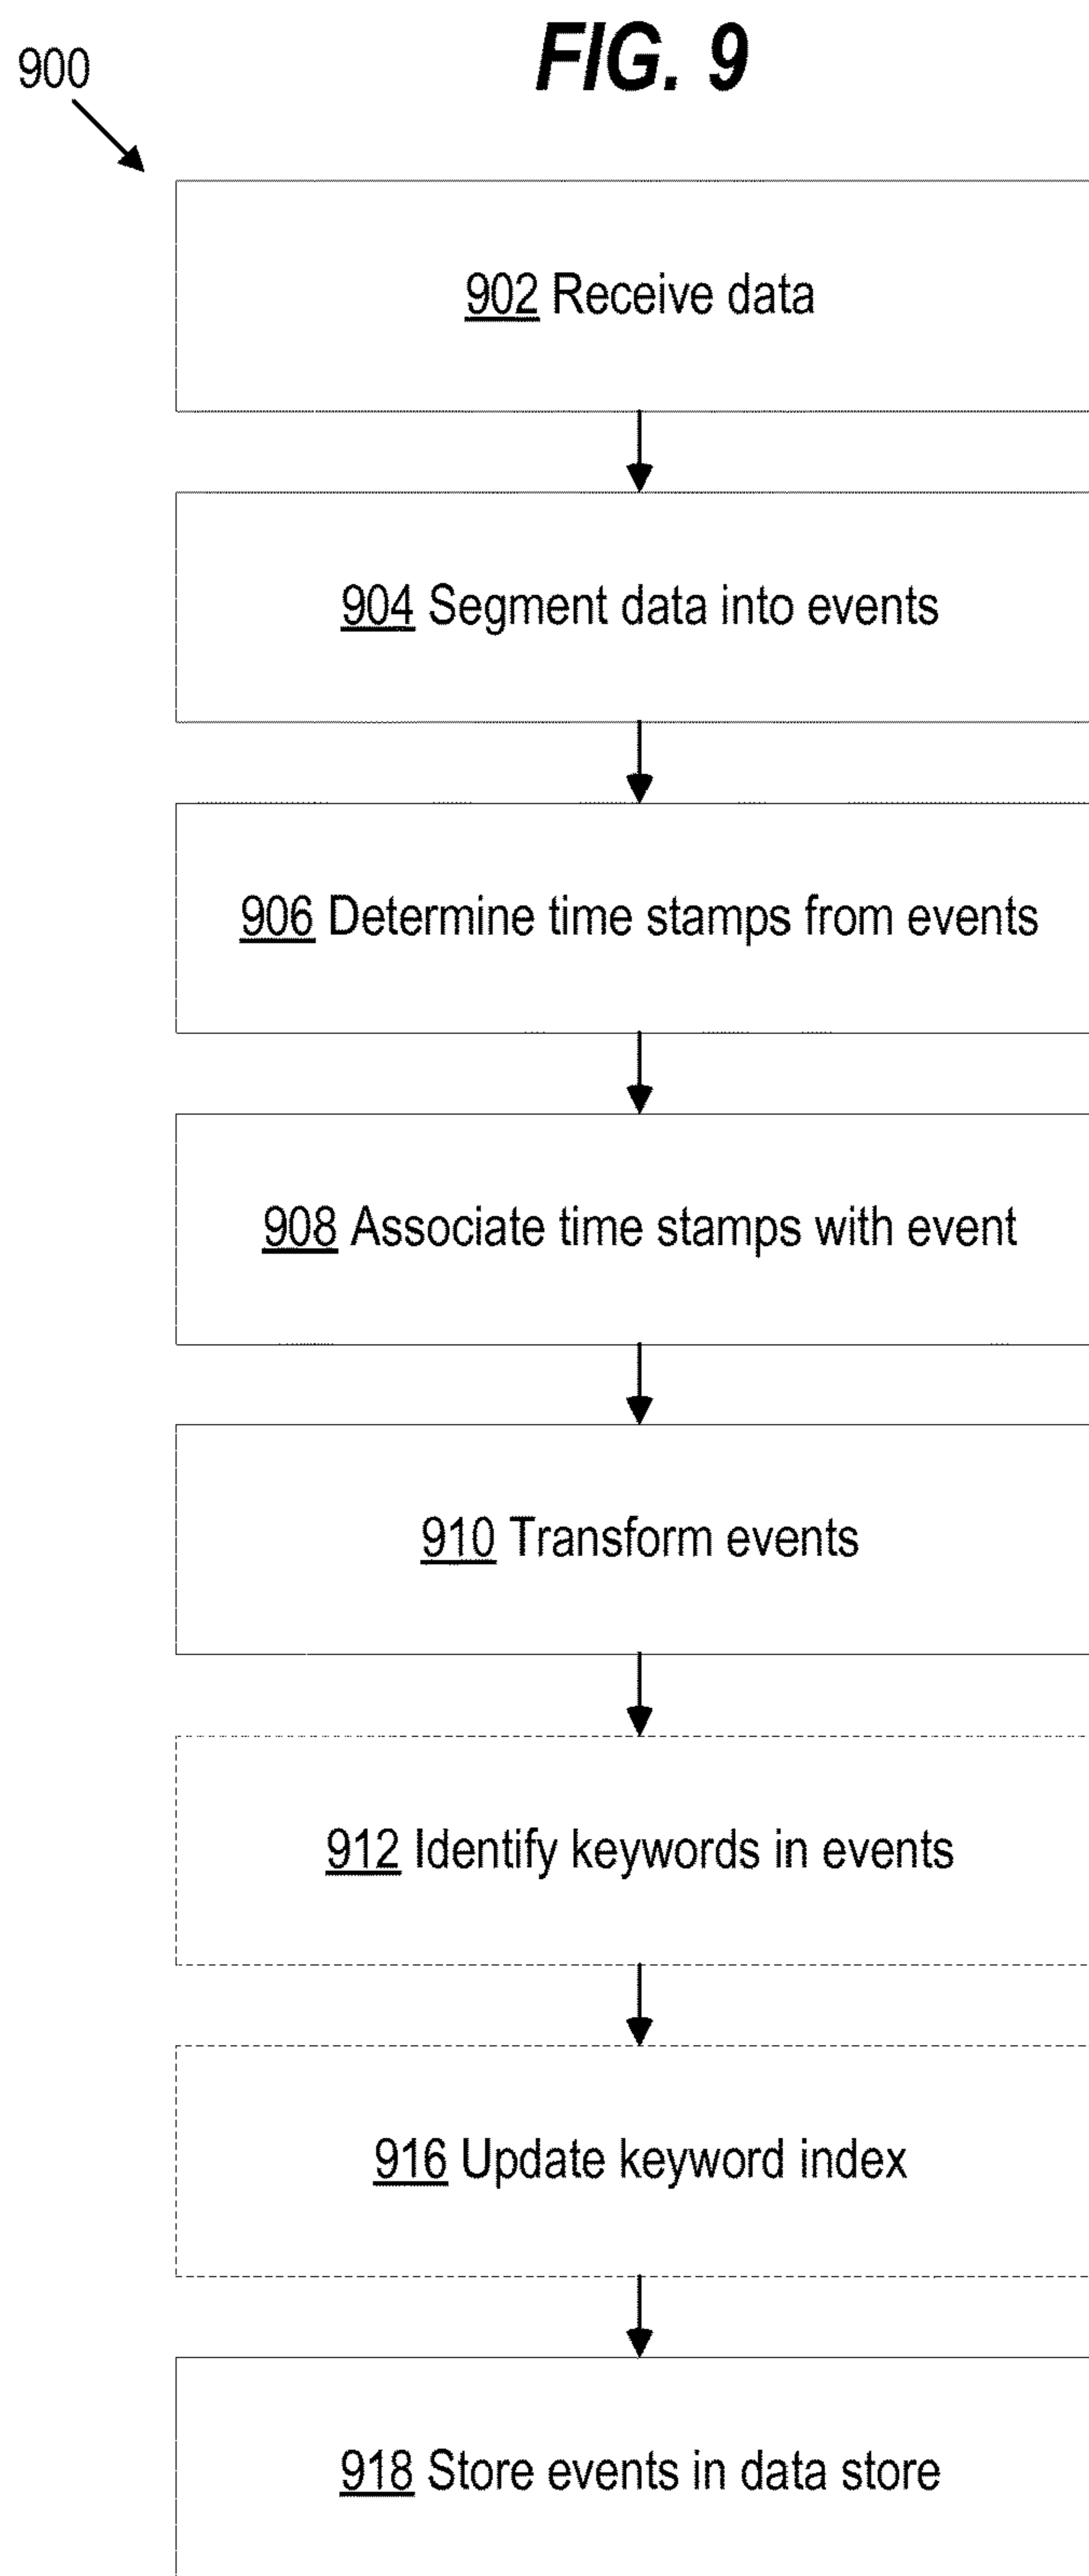 FIG. 9
900
902 Receive data
904 Segment data into events
906 Determine time stamps from events
908 Associate time stamps with event
910 Transform events
912 Identify keywords in events
916 Update keyword index
918 Store events in data store